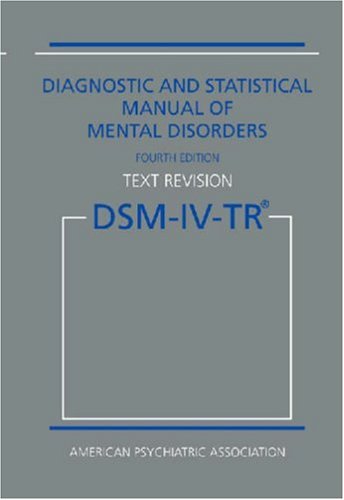 DIAGNOSTIC AND STATISTICAL
MANUAL OF
MENTAL DISORDERS
FOURTH EDITION
TEXT REVISION
DSM-IV-TR®
AMERICAN PSYCHIATRIC ASSOCIATION